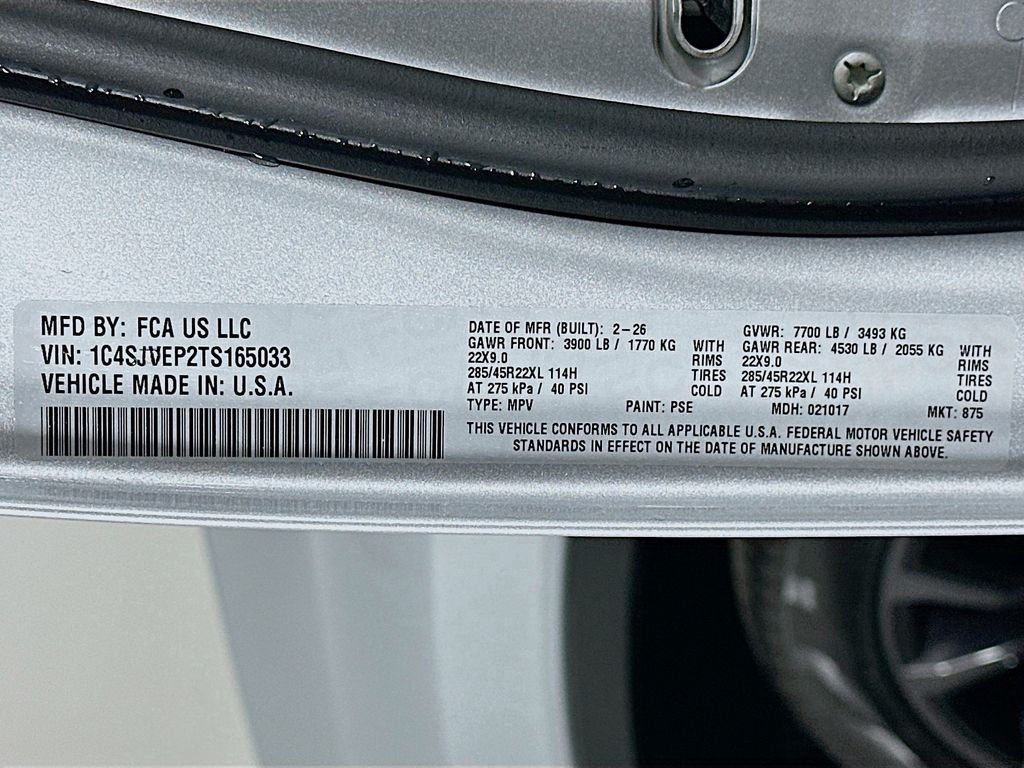 MFD BY: FCA US LLC
VIN: 1C4SJVEP2TS165033
VEHICLE MADE IN: U.S.A.
DATE OF MFR (BUILT): 2-26
GVWR: 7700 LB / 3493 KG
GAWR FRONT: 3900 LB / 1770 KG WITH
22X9.0 RIMS
285/45R22XL 114H TIRES
AT 275 kPa / 40 PSI COLD
GAWR REAR: 4530 LB / 2055 KG WITH
22X9.0 RIMS
285/45R22XL 114H TIRES
AT 275 kPa / 40 PSI COLD
TYPE: MPV PAINT: PSE MDH: 021017 MKT: 875
THIS VEHICLE CONFORMS TO ALL APPLICABLE U.S.A. FEDERAL MOTOR VEHICLE SAFETY
STANDARDS IN EFFECT ON THE DATE OF MANUFACTURE SHOWN ABOVE.